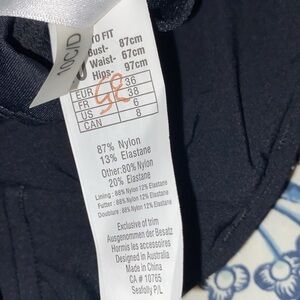 10C/D
TO FIT
Bust- 87cm
Waist- 67cm
Hips- 97cm
EUR 36
FR 38
US 6
CAN 8
87% Nylon
13% Elastane
Other:80% Nylon
20% Elastane
Lining : 88% Nylon 12% Elastane
Futter : 88% Nylon 12% Elastane
Doublure : 88% Nylon 12% Elastane
Exclusive of trim
Ausgenommen der Besatz
Hormis les accessoires
Designed in Australia
Made in China
CA # 10765
Seafolly P/L